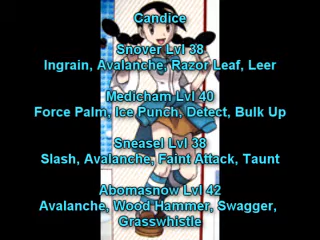 Candice
Snover Lvl 38
Ingrain, Avalanche, Razor Leaf, Leer
Medicham Lvl 40
Force Palm, Ice Punch, Detect, Bulk Up
Sneasel Lvl 38
Slash, Avalanche, Faint Attack, Taunt
Abomasnow Lvl 42
Avalanche, Wood Hammer, Swagger,
Grasswhistle